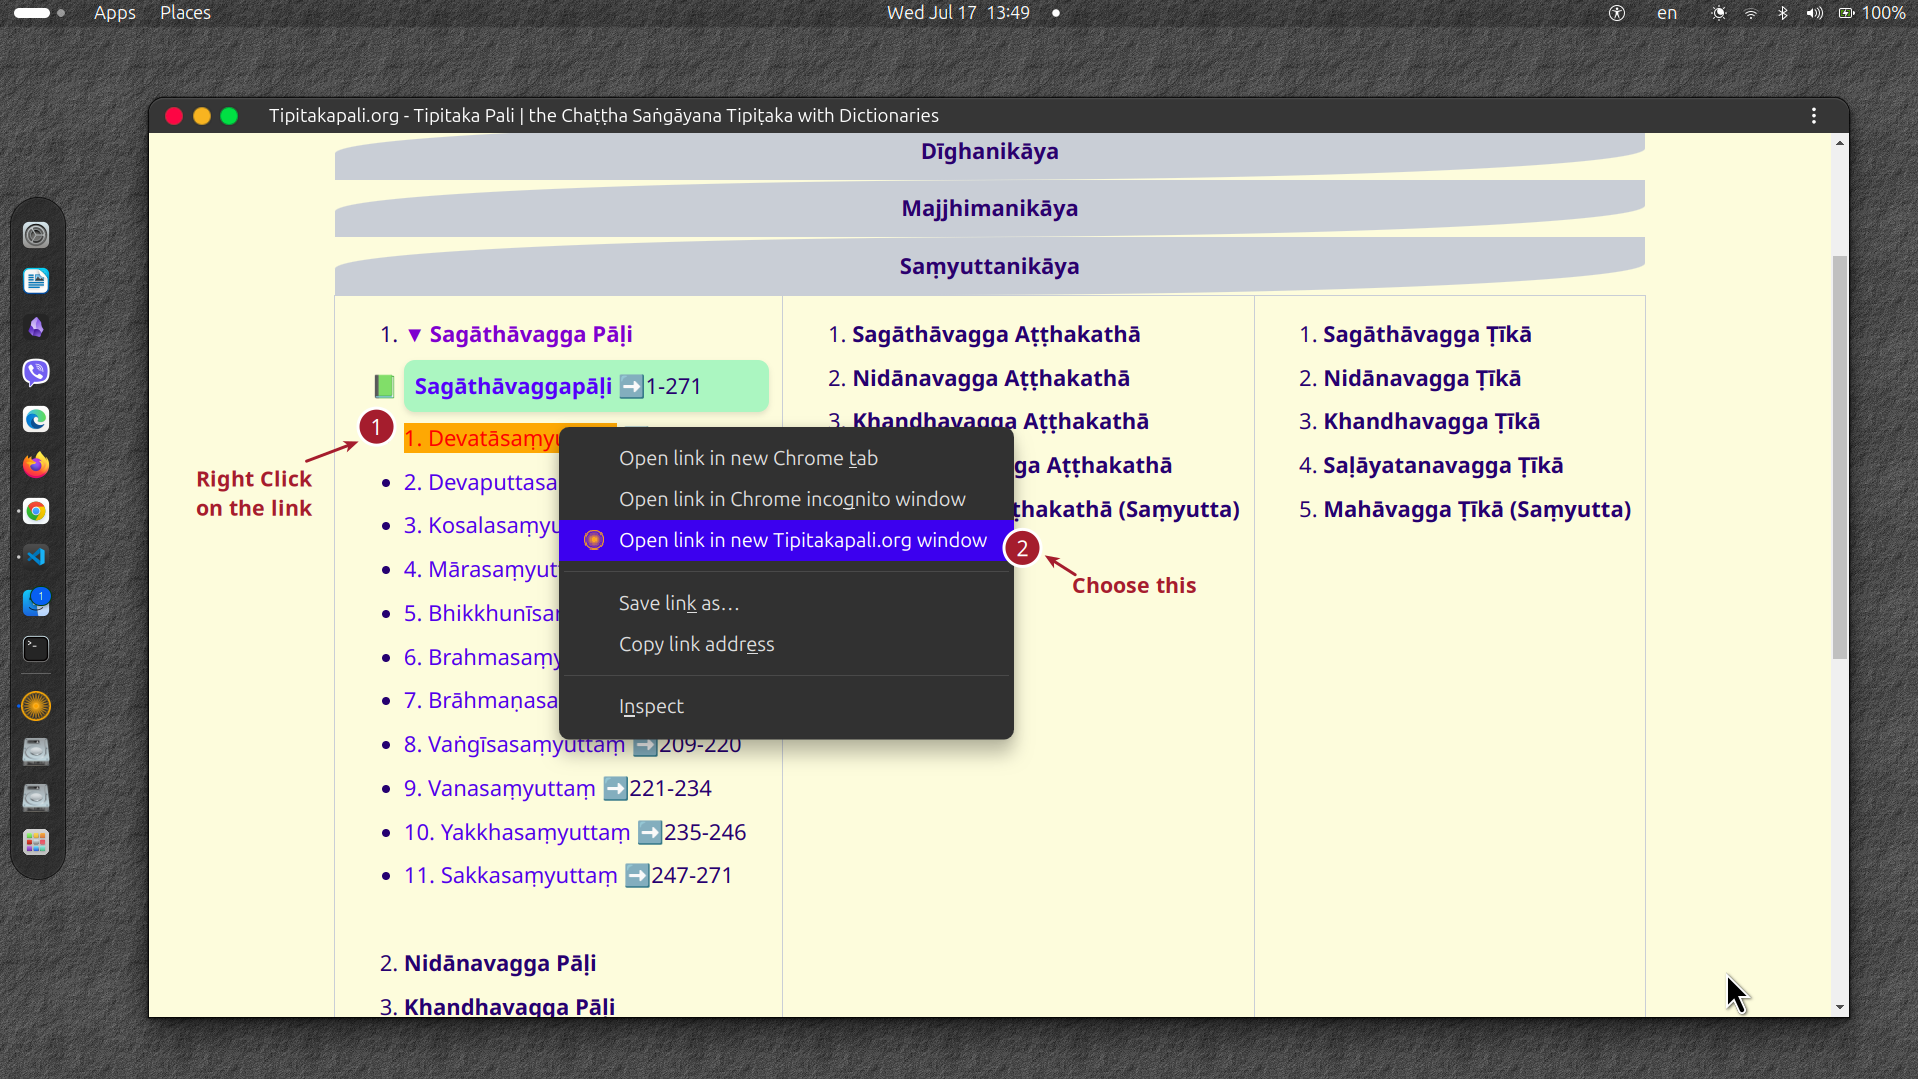 Apps Places Wed Jul 17 13:49 en 100%
Tipitakapali.org - Tipitaka Pali | the Chaṭṭha Saṅgāyana Tipiṭaka with Dictionaries
Dīghanikāya
Majjhimanikāya
Saṃyuttanikāya
1. ▼ Sagāthāvagga Pāḷi
Sagāthāvaggapāḷi ➡1-271
1
1. Devatāsaṃyu
Right Click
on the link
• 2. Devaputtasa
• 3. Kosalasaṃyu
• 4. Mārasaṃyut
• 5. Bhikkhunīsa
• 6. Brahmasaṃy
• 7. Brāhmaṇasa
• 8. Vaṅgīsasaṃyuttaṃ ➡209-220
• 9. Vanasaṃyuttaṃ ➡221-234
• 10. Yakkhasaṃyuttaṃ ➡235-246
• 11. Sakkasaṃyuttaṃ ➡247-271
2. Nidānavagga Pāḷi
3. Khandhavagga Pāḷi
Open link in new Chrome tab
Open link in Chrome incognito window
Open link in new Tipitakapali.org window
2
Choose this
Save link as…
Copy link address
Inspect
1. Sagāthāvagga Aṭṭhakathā
2. Nidānavagga Aṭṭhakathā
3. Khandhavagga Aṭṭhakathā
ga Aṭṭhakathā
ṭṭhakathā (Saṃyutta)
1. Sagāthāvagga Ṭīkā
2. Nidānavagga Ṭīkā
3. Khandhavagga Ṭīkā
4. Saḷāyatanavagga Ṭīkā
5. Mahāvagga Ṭīkā (Saṃyutta)
1